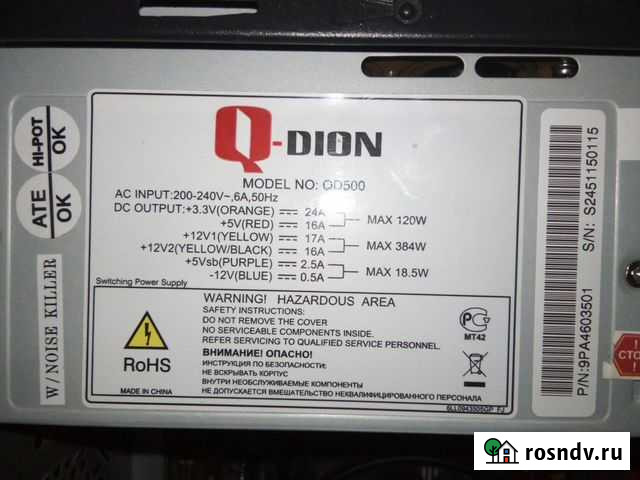 HI-POT OK
ATE OK
W/ NOISE KILLER
Q-DION
MODEL NO: QD500
AC INPUT:200-240V~,6A,50Hz
DC OUTPUT:+3.3V(ORANGE) 24A
+5V(RED) 16A MAX 120W
+12V1(YELLOW) 17A
+12V2(YELLOW/BLACK) 16A MAX 384W
+5Vsb(PURPLE) 2.5A
-12V(BLUE) 0.5A MAX 18.5W
Switching Power Supply
WARNING! HAZARDOUS AREA
SAFETY INSTRUCTIONS:
DO NOT REMOVE THE COVER
NO SERVICEABLE COMPONENTS INSIDE.
REFER SERVICING TO QUALIFIED SERVICE PERSONNEL.
ВНИМАНИЕ! ОПАСНО!
ИНСТРУКЦИЯ ПО БЕЗОПАСНОСТИ:
НЕ ВСКРЫВАТЬ КОРПУС
ВНУТРИ НЕОБСЛУЖИВАЕМЫЕ КОМПОНЕНТЫ
НЕ ДОПУСКАЕТСЯ ВМЕШАТЕЛЬСТВО НЕКВАЛИФИЦИРОВАННОГО ПЕРСОНАЛА
RoHS
MADE IN CHINA
МТ42
S/N: S2451150115
P/N:9PA4603501
rosndv.ru